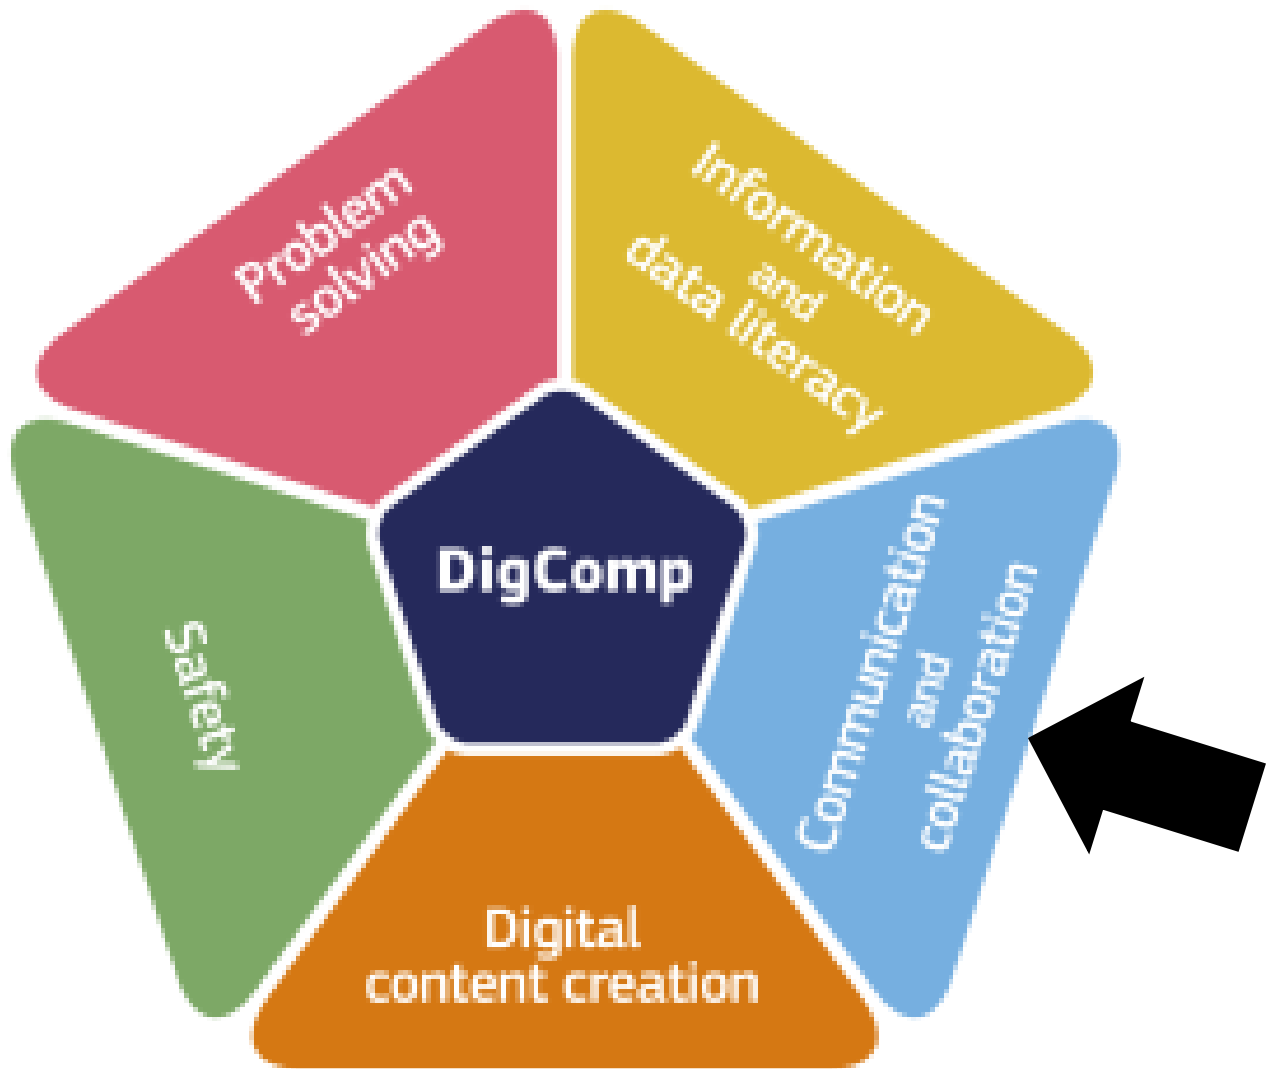 Problem
solving
Information
and
data literacy
DigComp
Communication
and
collaboration
Safety
Digital
content creation